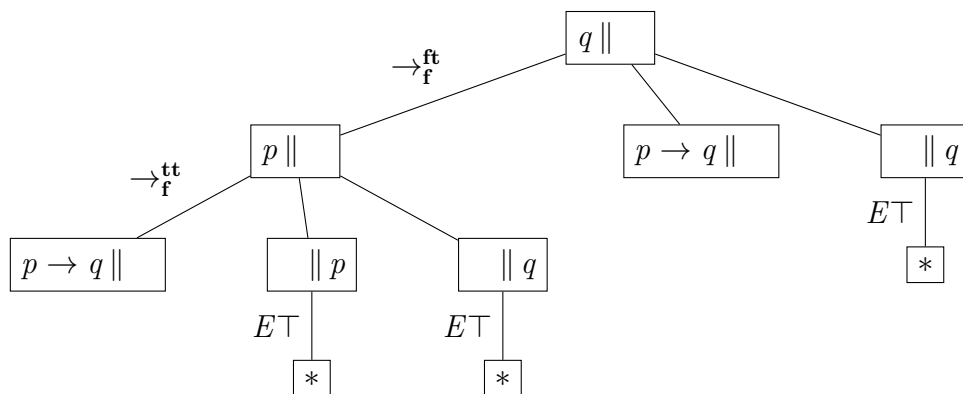 q ∥
→_f^ft
p ∥ p → q ∥ ∥ q
→_f^tt E⊤
p → q ∥ ∥ p ∥ q *
E⊤ E⊤
* *